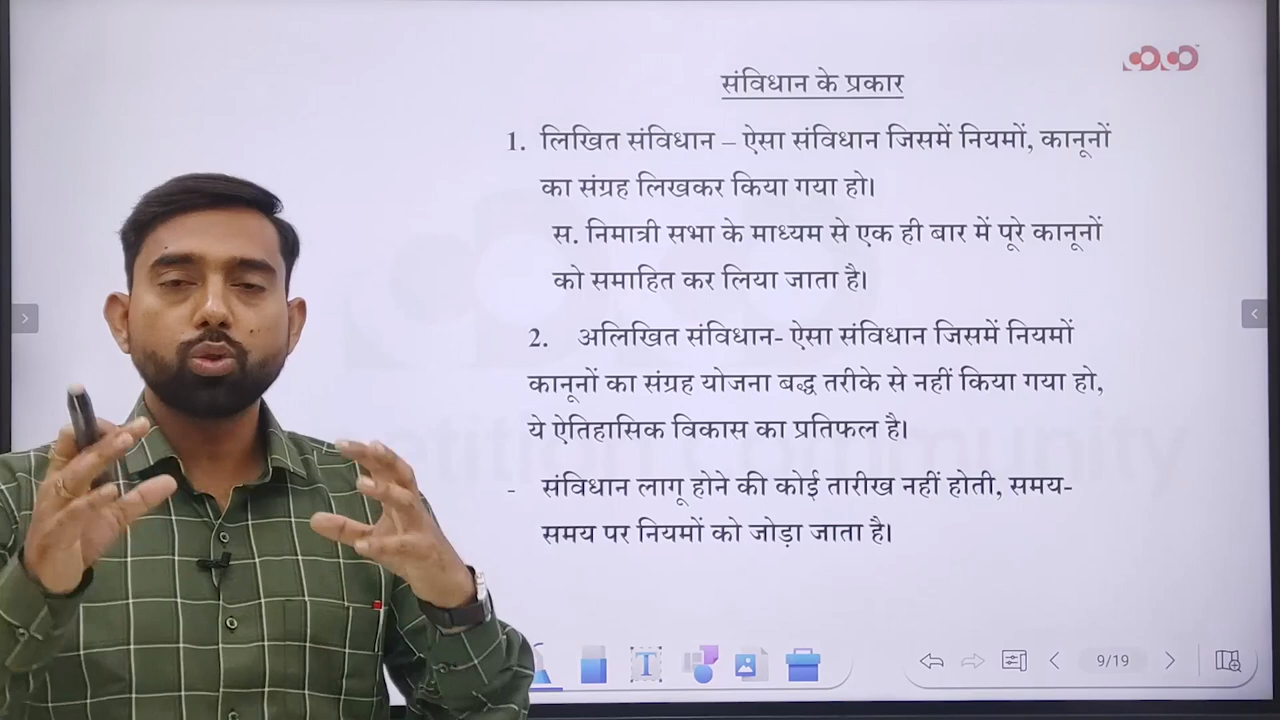 संविधान के प्रकार
1. लिखित संविधान – ऐसा संविधान जिसमें नियमों, कानूनों
का संग्रह लिखकर किया गया हो।
स. निमात्री सभा के माध्यम से एक ही बार में पूरे कानूनों
को समाहित कर लिया जाता है।
2. अलिखित संविधान- ऐसा संविधान जिसमें नियमों
कानूनों का संग्रह योजना बद्ध तरीके से नहीं किया गया हो,
ये ऐतिहासिक विकास का प्रतिफल है।
- संविधान लागू होने की कोई तारीख नहीं होती, समय-
समय पर नियमों को जोड़ा जाता है।
T
9/19